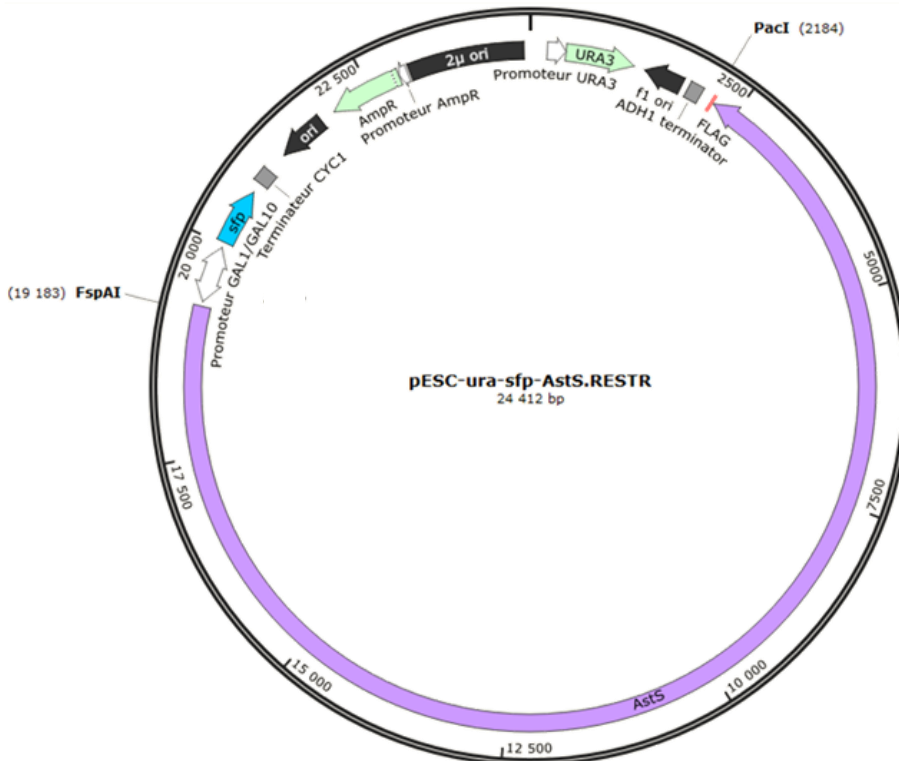 PacI (2184)
2500
URA3
Promoteur URA3
f1 ori
ADH1 terminator
FLAG
2μ ori
AmpR
Promoteur AmpR
22 500
ori
Terminateur CYC1
sfp
Promoteur GAL1/GAL10
20 000
(19 183) FspAI
5000
pESC-ura-sfp-AstS.RESTR
24 412 bp
17 500
7500
15 000
10 000
AstS
12 500